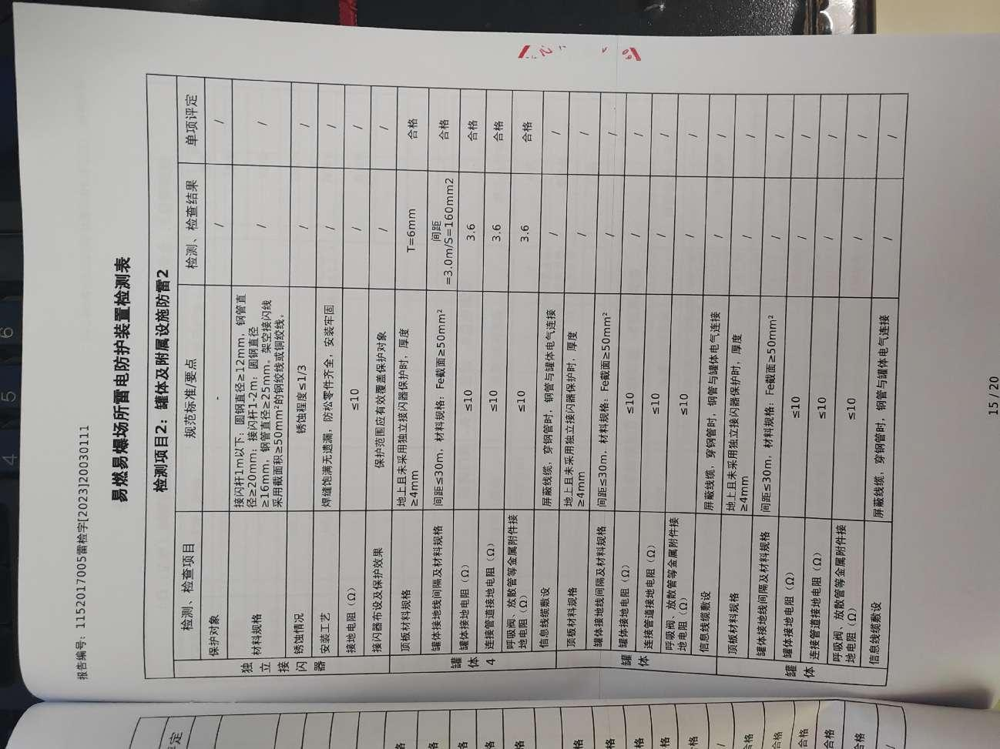 报告编号：1152017005雷检字[2023]20030111
易燃易爆场所雷电防护装置检测表
检测项目2：罐体及附属设施防雷2
检测、检查项目 规范标准/要点 检测、检查结果 单项评定
独立接闪器
保护对象 - / /
材料规格
接闪杆1m以下：圆钢直径≥12mm，钢管直
径≥20mm；接闪杆1-2m：圆钢直径
≥16mm，钢管直径≥25mm。架空接闪线
采用截面积≥50mm²的钢绞线或铜绞线。
/ /
锈蚀情况 锈蚀程度≤1/3 / /
安装工艺 焊缝饱满无遗漏，防松零件齐全，安装牢固 / /
接地电阻（Ω） ≤10 / /
接闪器布设及保护效果 保护范围应有效覆盖保护对象 / /
罐体4
顶板材料规格 地上且未采用独立接闪器保护时，厚度
≥4mm
T=6mm 合格
罐体接地线间隔及材料规格 间距≤30m，材料规格：Fe截面≥50mm²
间距
=3.0m/S=160mm2
合格
罐体接地电阻（Ω） ≤10 3.6 合格
连接管道接地电阻（Ω） ≤10 3.6 合格
呼吸阀、放散管等金属附件接
地电阻（Ω）
≤10 3.6 合格
信息线缆敷设 屏蔽线缆，穿钢管时，钢管与罐体电气连接 / /
罐体
顶板材料规格 地上且未采用独立接闪器保护时，厚度
≥4mm
/ /
罐体接地线间隔及材料规格 间距≤30m，材料规格：Fe截面≥50mm²
/ /
罐体接地电阻（Ω） ≤10 / /
连接管道接地电阻（Ω） ≤10 / /
呼吸阀、放散管等金属附件接
地电阻（Ω）
≤10 / /
信息线缆敷设 屏蔽线缆，穿钢管时，钢管与罐体电气连接 / /
罐体
顶板材料规格 地上且未采用独立接闪器保护时，厚度
≥4mm
/ /
罐体接地线间隔及材料规格 间距≤30m，材料规格：Fe截面≥50mm²
/ /
罐体接地电阻（Ω） ≤10 / /
连接管道接地电阻（Ω） ≤10 / /
呼吸阀、放散管等金属附件接
地电阻（Ω）
≤10 / /
信息线缆敷设 屏蔽线缆，穿钢管时，钢管与罐体电气连接 / /
15/20
4
5
6
合格
合格
合格
合格
合格